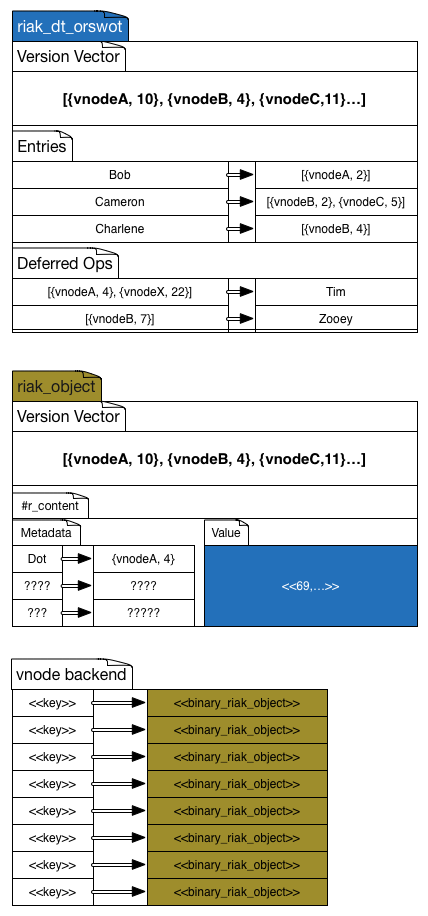 riak_dt_orswot
Version Vector
[{vnodeA, 10}, {vnodeB, 4}, {vnodeC,11}…]
Entries
Bob [{vnodeA, 2}]
Cameron [{vnodeB, 2}, {vnodeC, 5}]
Charlene [{vnodeB, 4}]
Deferred Ops
[{vnodeA, 4}, {vnodeX, 22}] Tim
[{vnodeB, 7}] Zooey
riak_object
Version Vector
[{vnodeA, 10}, {vnodeB, 4}, {vnodeC,11}…]
#r_content
Metadata Value
Dot {vnodeA, 4}
???? ???? <<69,…>>
??? ?????
vnode backend
<<key>> <<binary_riak_object>>
<<key>> <<binary_riak_object>>
<<key>> <<binary_riak_object>>
<<key>> <<binary_riak_object>>
<<key>> <<binary_riak_object>>
<<key>> <<binary_riak_object>>
<<key>> <<binary_riak_object>>
<<key>> <<binary_riak_object>>